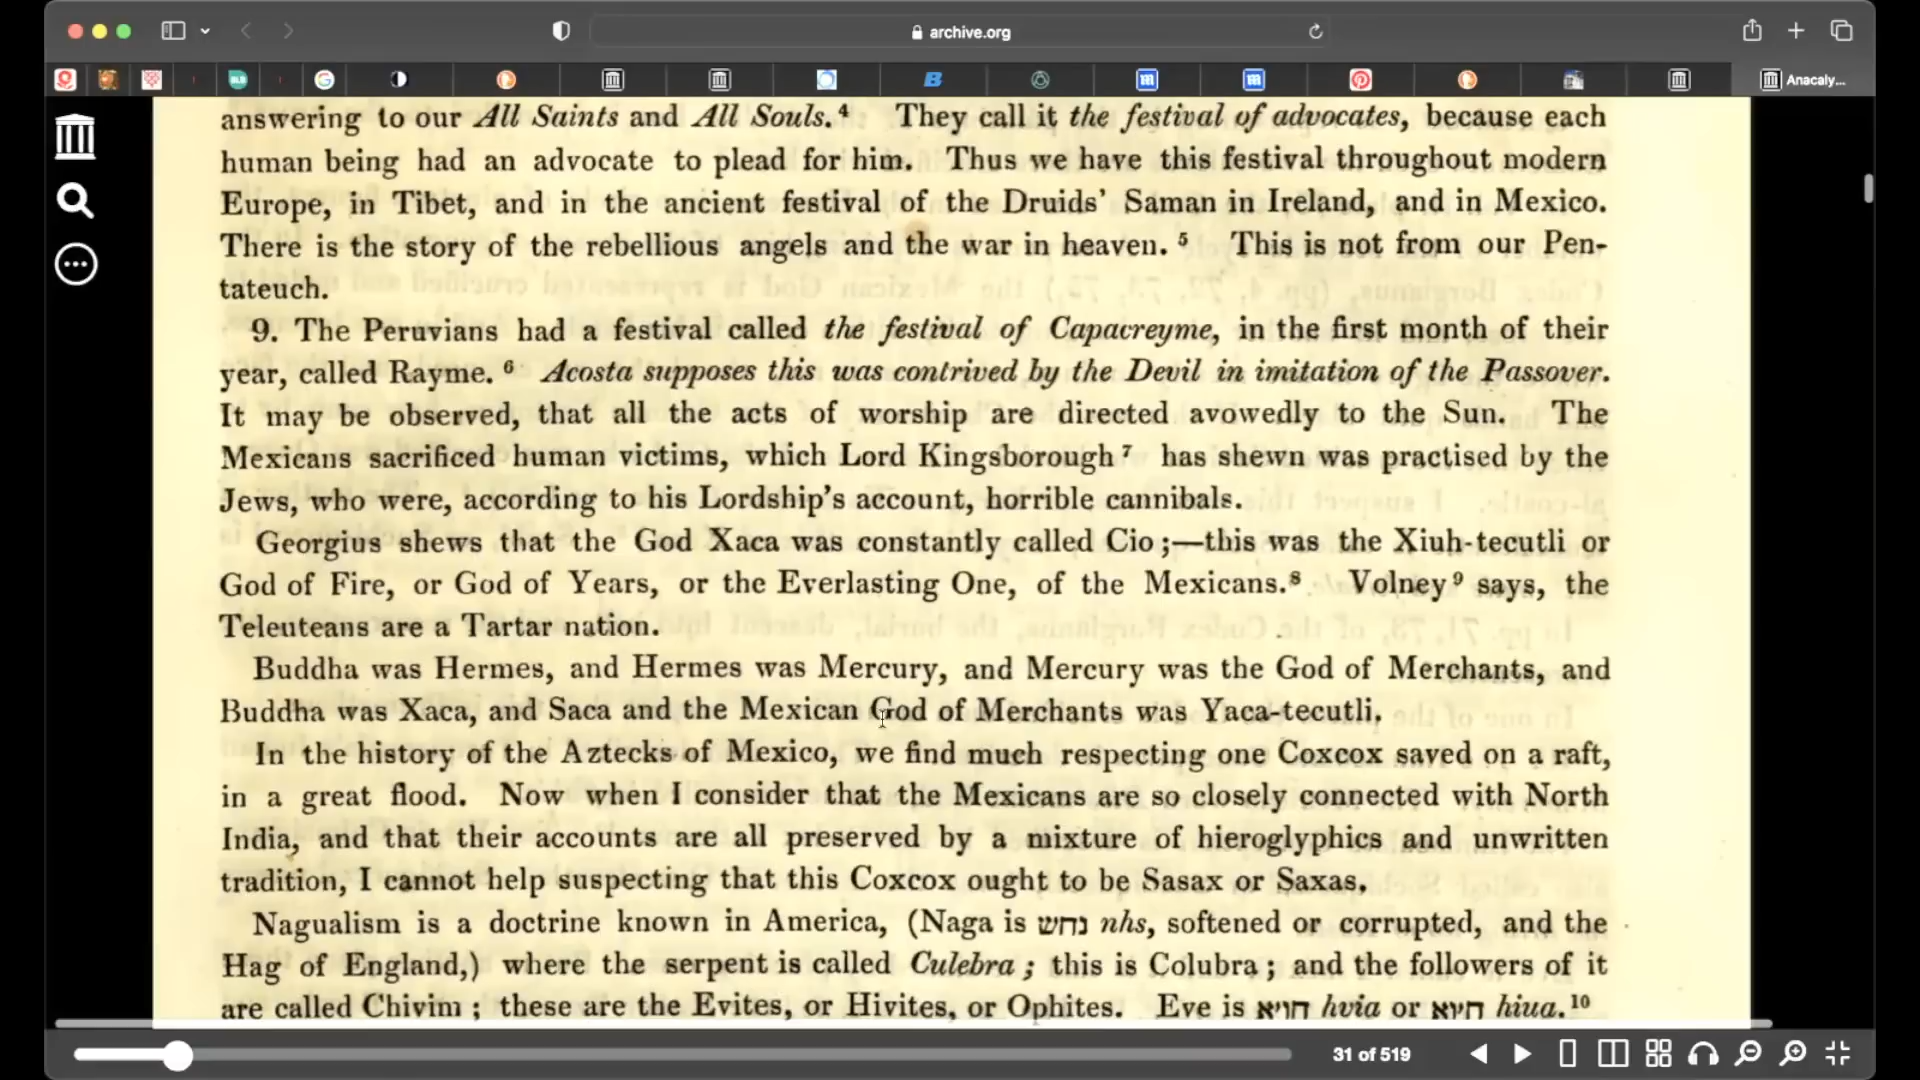 archive.org
Anacaly...
answering to our All Saints and All Souls.⁴ They call it the festival of advocates, because each
human being had an advocate to plead for him. Thus we have this festival throughout modern
Europe, in Tibet, and in the ancient festival of the Druids' Saman in Ireland, and in Mexico.
There is the story of the rebellious angels and the war in heaven.⁵ This is not from our Pen-
tateuch.
9. The Peruvians had a festival called the festival of Capacreyme, in the first month of their
year, called Rayme.⁶ Acosta supposes this was contrived by the Devil in imitation of the Passover.
It may be observed, that all the acts of worship are directed avowedly to the Sun. The
Mexicans sacrificed human victims, which Lord Kingsborough⁷ has shewn was practised by the
Jews, who were, according to his Lordship's account, horrible cannibals.
Georgius shews that the God Xaca was constantly called Cio;—this was the Xiuh-tecutli or
God of Fire, or God of Years, or the Everlasting One, of the Mexicans.⁸ Volney⁹ says, the
Teleuteans are a Tartar nation.
Buddha was Hermes, and Hermes was Mercury, and Mercury was the God of Merchants, and
Buddha was Xaca, and Saca and the Mexican God of Merchants was Yaca-tecutli.
In the history of the Aztecks of Mexico, we find much respecting one Coxcox saved on a raft,
in a great flood. Now when I consider that the Mexicans are so closely connected with North
India, and that their accounts are all preserved by a mixture of hieroglyphics and unwritten
tradition, I cannot help suspecting that this Coxcox ought to be Sasax or Saxas.
Nagualism is a doctrine known in America, (Naga is נחש nhs, softened or corrupted, and the
Hag of England,) where the serpent is called Culebra; this is Colubra; and the followers of it
are called Chivim; these are the Evites, or Hivites, or Ophites. Eve is חויא hvia or היוא hiua.¹⁰
31 of 519